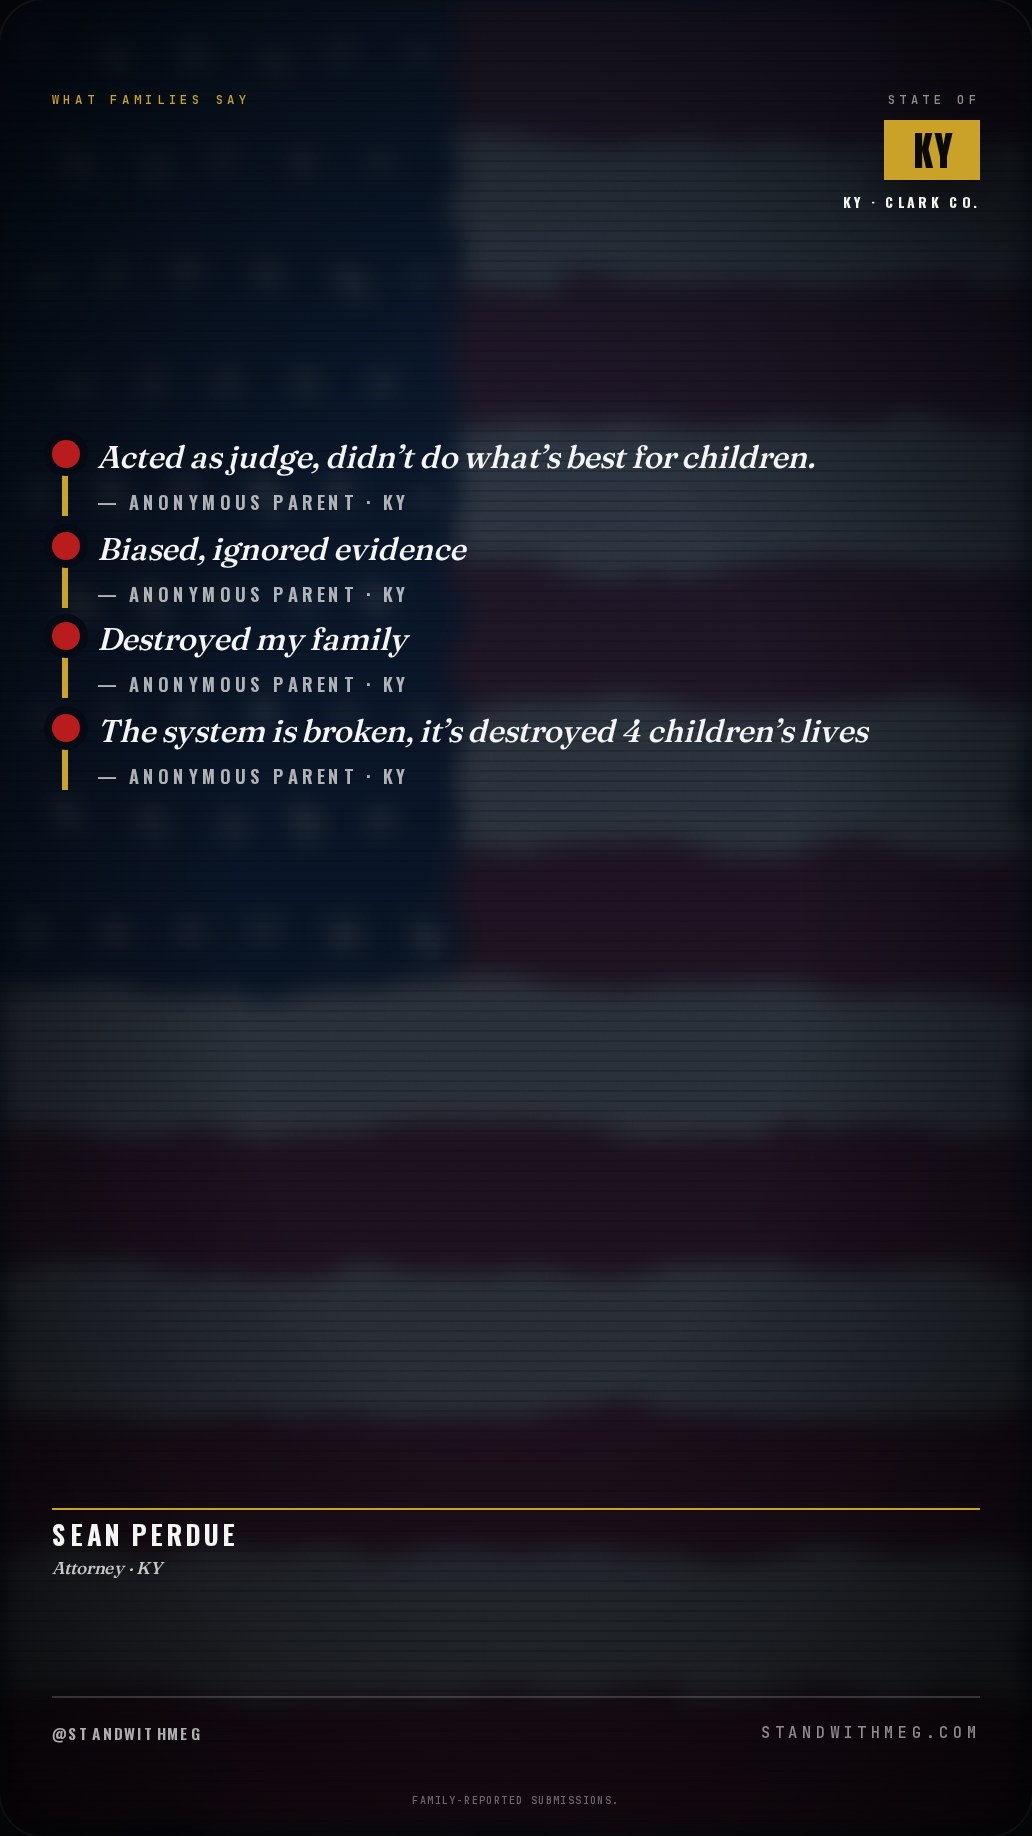 WHAT FAMILIES SAY
STATE OF
KY
KY · CLARK CO.
Acted as judge, didn’t do what’s best for children.
— ANONYMOUS PARENT · KY
Biased, ignored evidence
— ANONYMOUS PARENT · KY
Destroyed my family
— ANONYMOUS PARENT · KY
The system is broken, it’s destroyed 4 children’s lives
— ANONYMOUS PARENT · KY
SEAN PERDUE
Attorney · KY
@STANDWITHMEG
STANDWITHMEG.COM
FAMILY-REPORTED SUBMISSIONS.